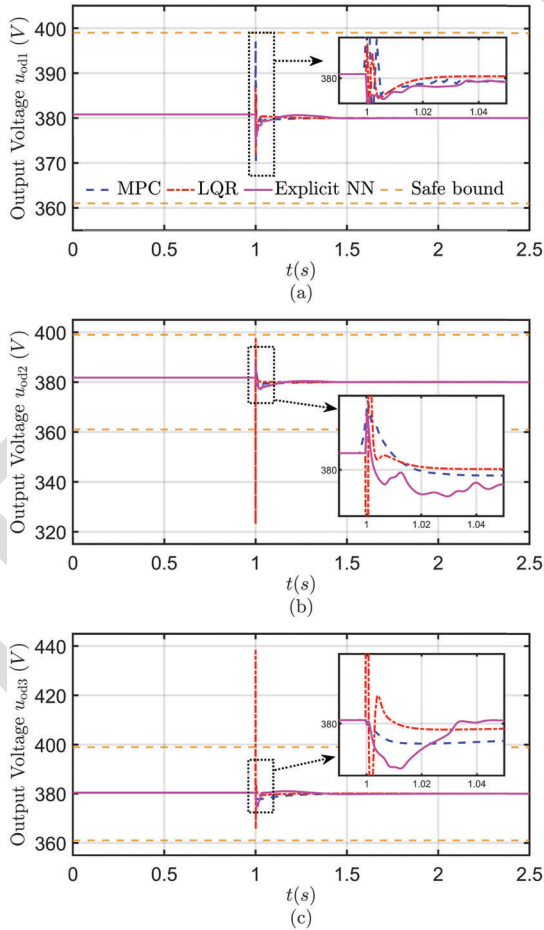 Output Voltage u_od1 (V)
400
390
380
370
360
380
1
1.02
1.04
MPC LQR Explicit NN Safe bound
0 0.5 1 1.5 2 2.5
t(s)
(a)
Output Voltage u_od2 (V)
400
380
360
340
320
380
1 1.02 1.04
0 0.5 1 1.5 2 2.5
t(s)
(b)
Output Voltage u_od3 (V)
440
420
400
380
360
380
1 1.02 1.04
0 0.5 1 1.5 2 2.5
t(s)
(c)